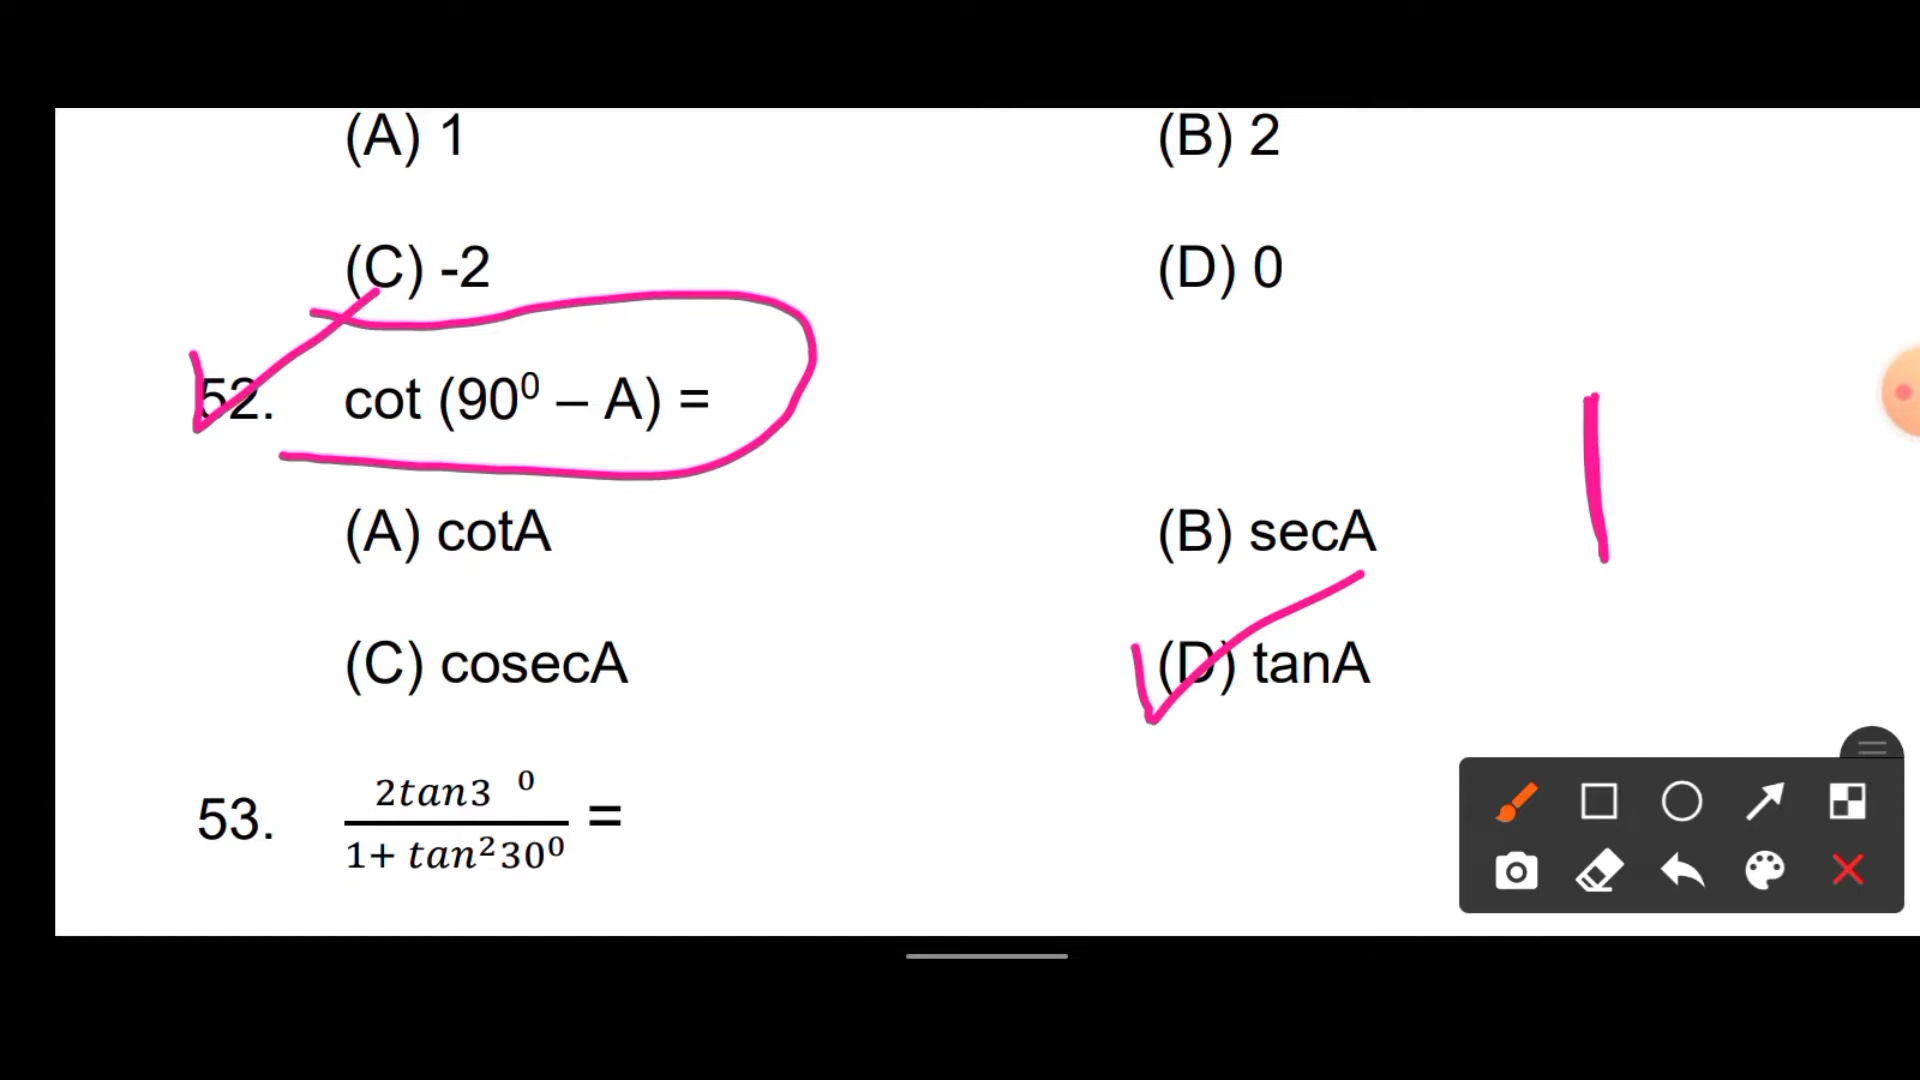 (A) 1 (B) 2
(C) -2 (D) 0
52. cot (90⁰ – A) =
(A) cotA (B) secA
(C) cosecA (D) tanA
53. 2tan3 ⁰ / 1+ tan²30⁰ =